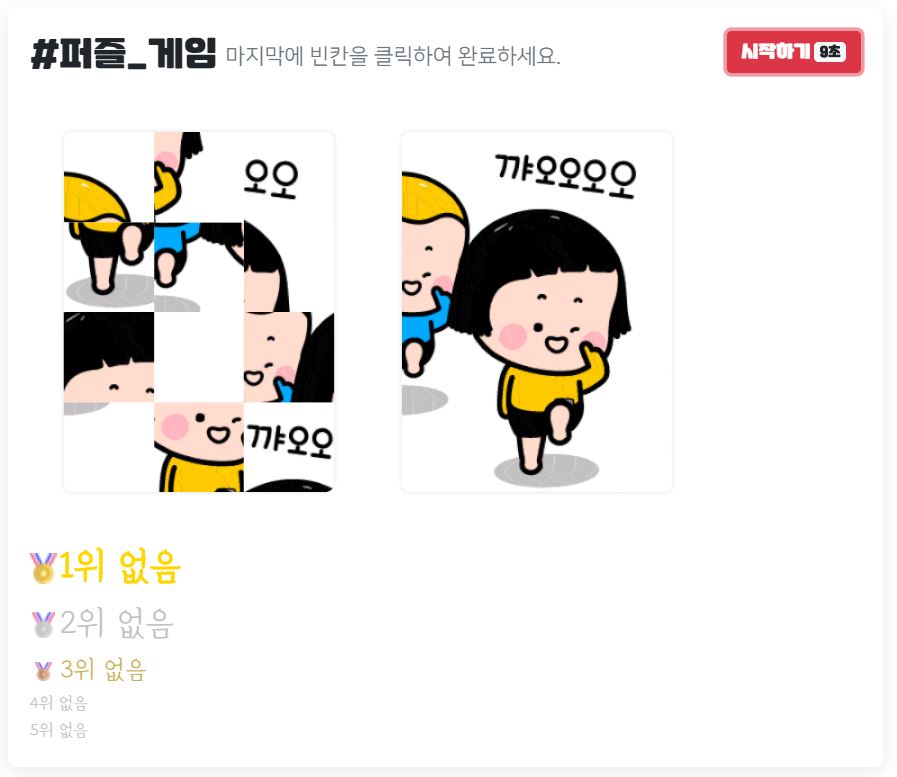 #퍼즐_게임 마지막에 빈칸을 클릭하여 완료하세요.
시작하기 9초
오오
꺄오오오오
꺄오오
1위 없음
2위 없음
3위 없음
4위 없음
5위 없음